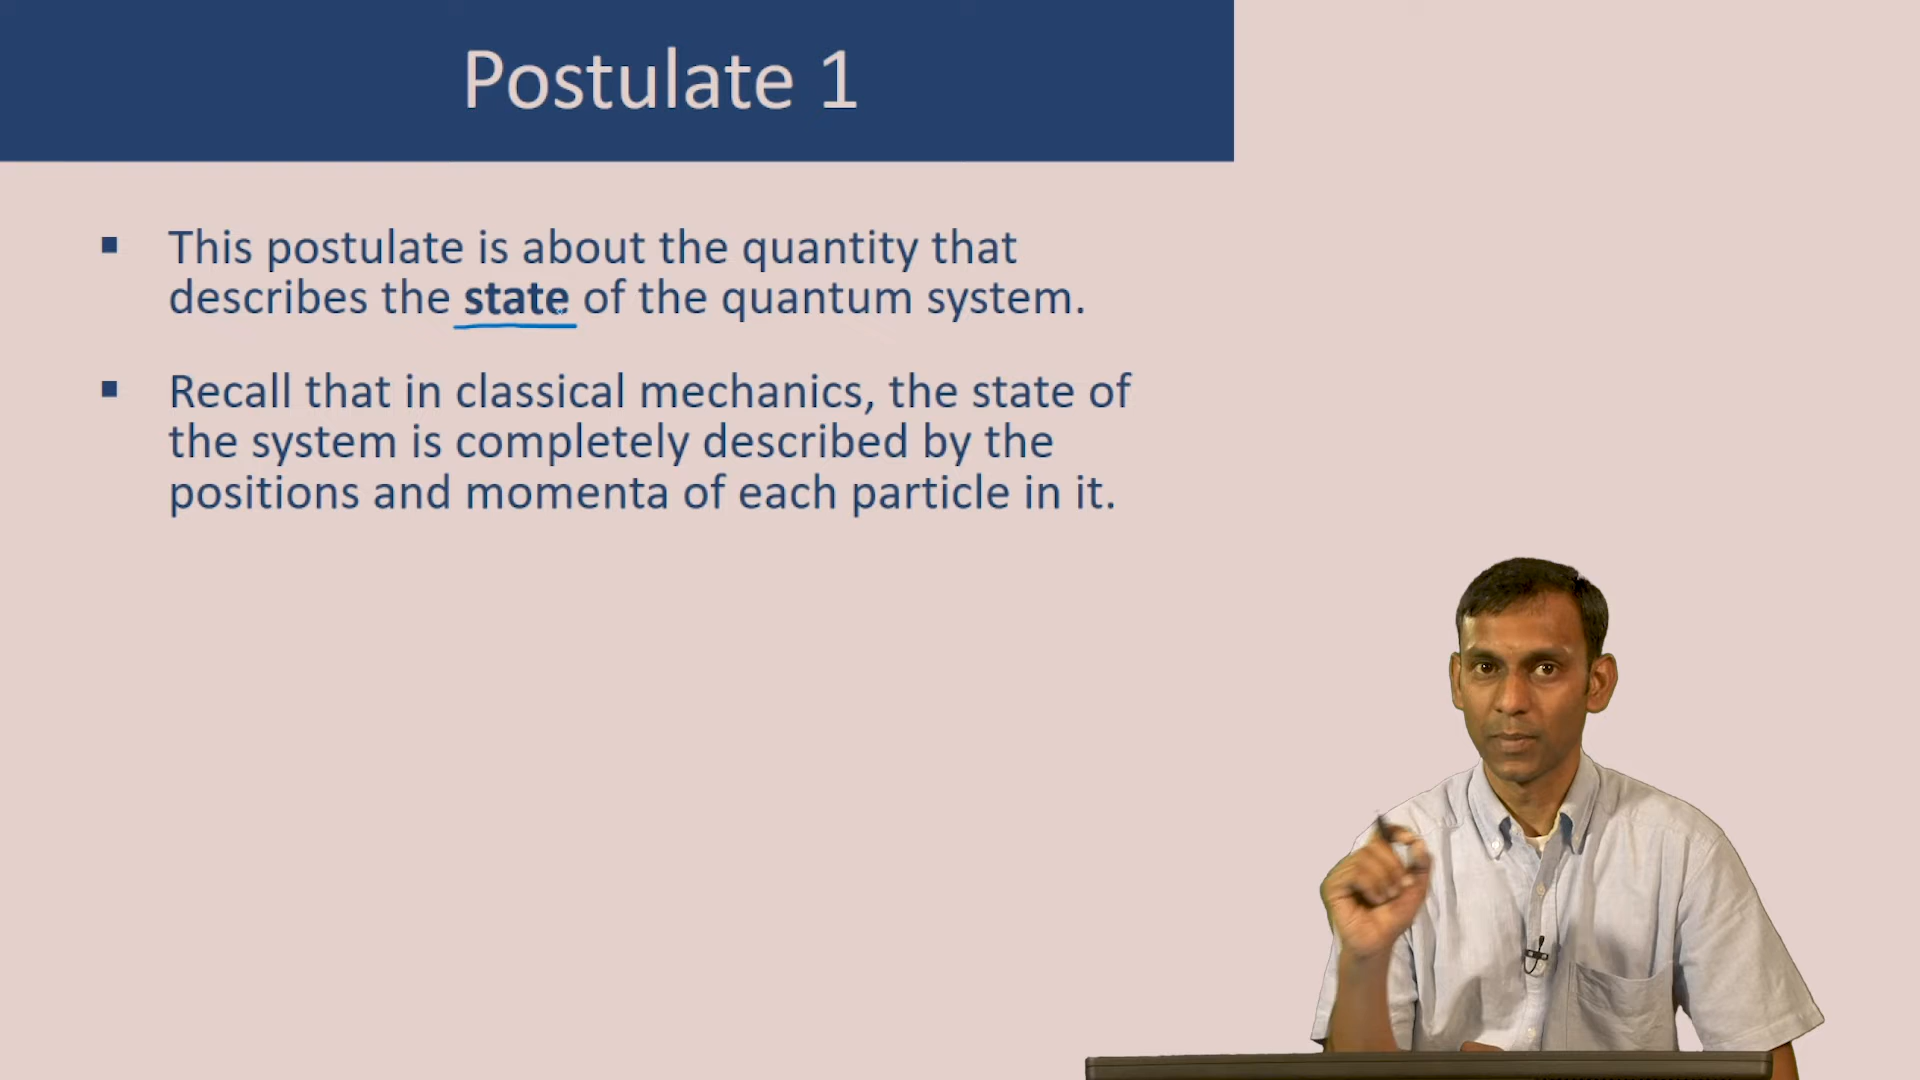 Postulate 1
▪ This postulate is about the quantity that
describes the state of the quantum system.
▪ Recall that in classical mechanics, the state of
the system is completely described by the
positions and momenta of each particle in it.